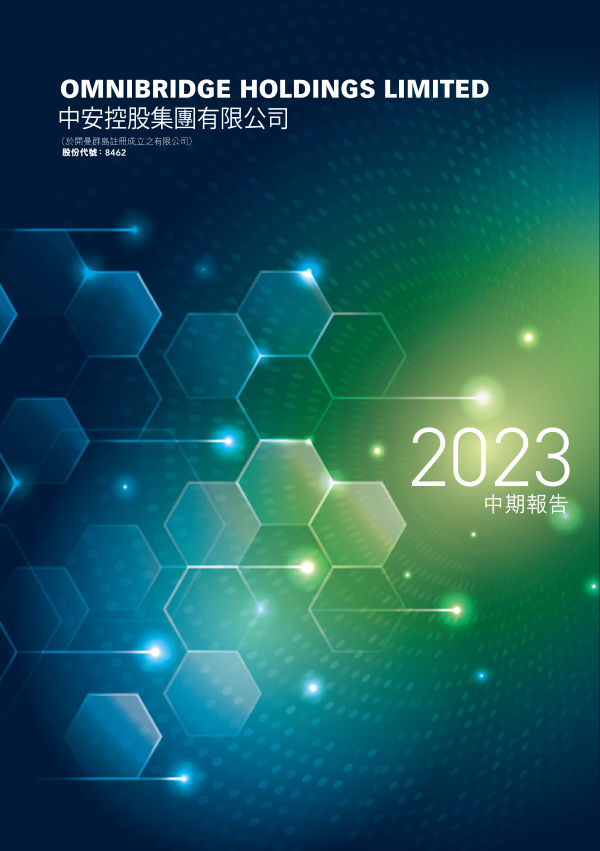 OMNIBRIDGE HOLDINGS LIMITED
中安控股集團有限公司
（於開曼群島註冊成立之有限公司）
股份代號：8462
2023
中期報告